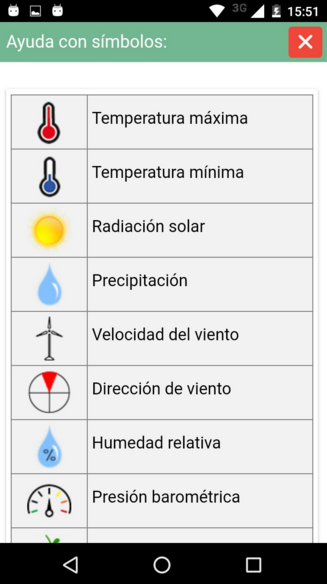 3G 15:51
Ayuda con símbolos:
Temperatura máxima
Temperatura mínima
Radiación solar
Precipitación
Velocidad del viento
Dirección de viento
%
Humedad relativa
Presión barométrica